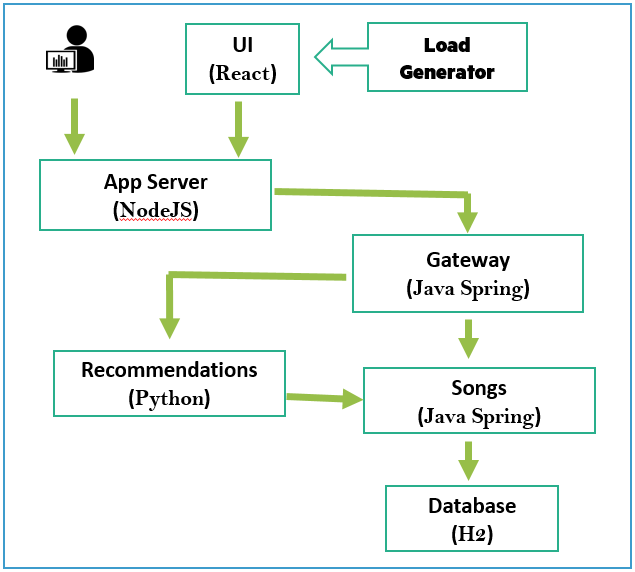 UI
(React)
Load
Generator
App Server
(NodeJS)
Gateway
(Java Spring)
Recommendations
(Python)
Songs
(Java Spring)
Database
(H2)